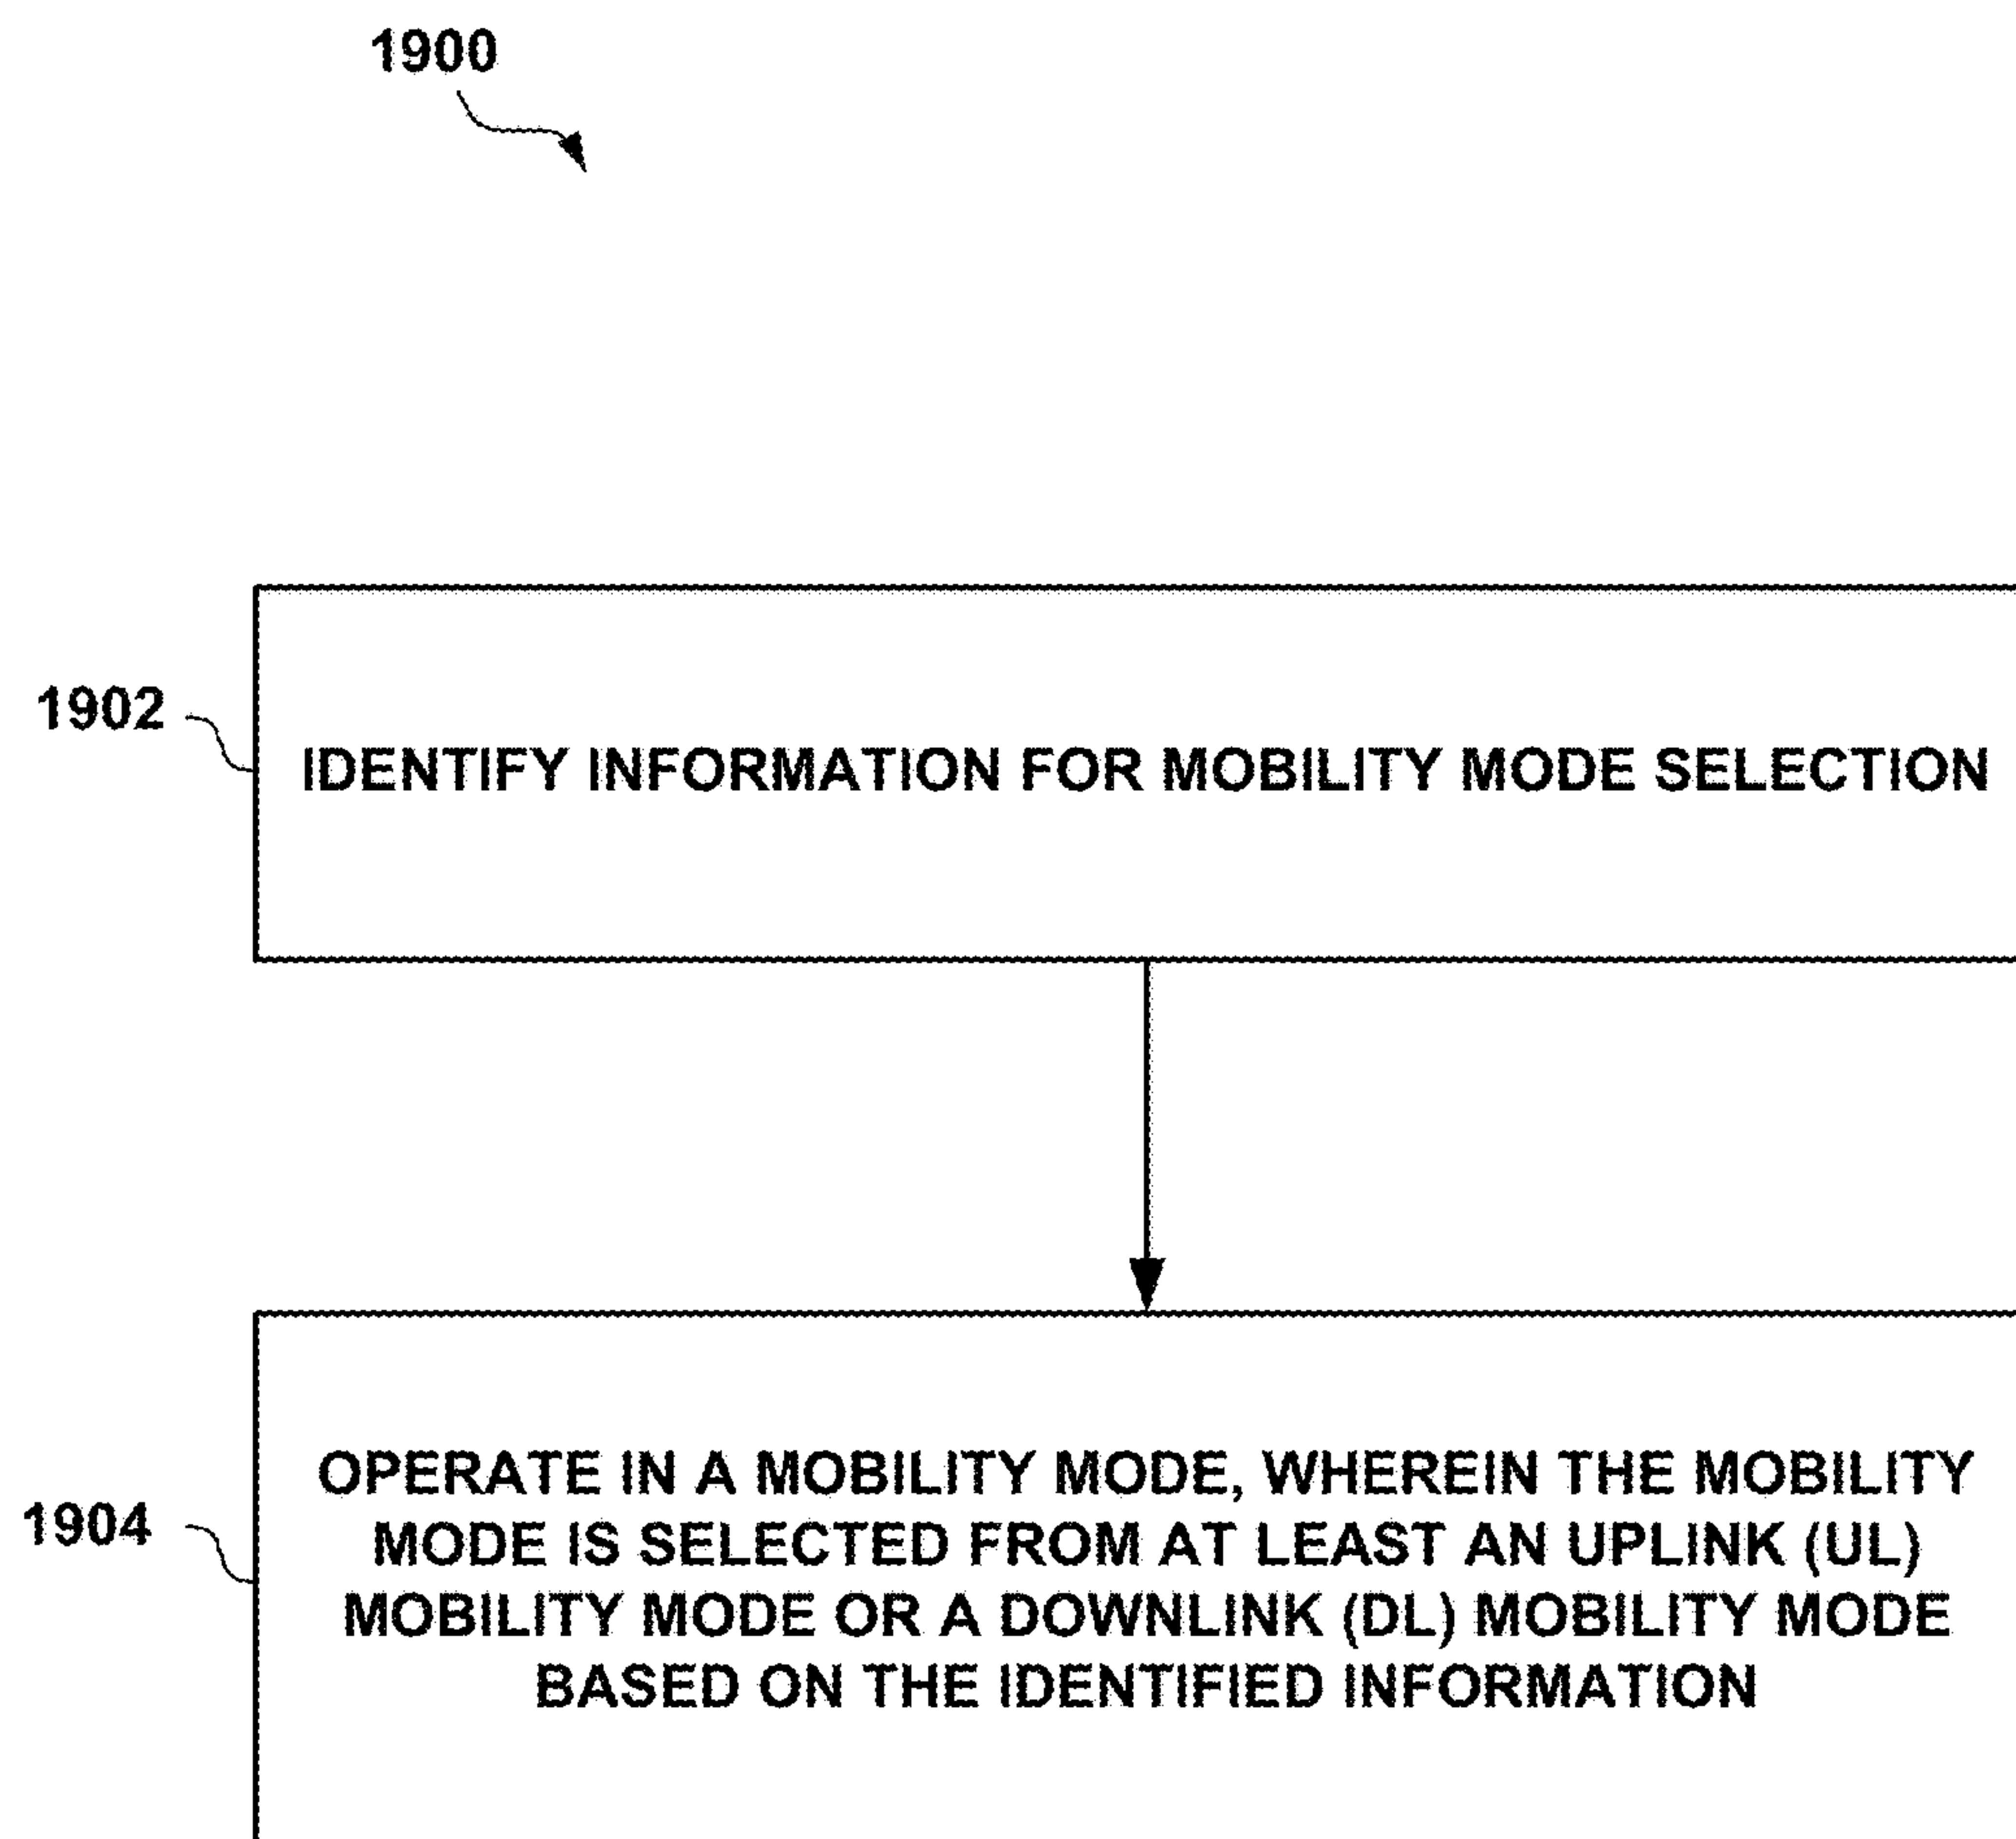 1900
1902
IDENTIFY INFORMATION FOR MOBILITY MODE SELECTION
1904
OPERATE IN A MOBILITY MODE, WHEREIN THE MOBILITY
MODE IS SELECTED FROM AT LEAST AN UPLINK (UL)
MOBILITY MODE OR A DOWNLINK (DL) MOBILITY MODE
BASED ON THE IDENTIFIED INFORMATION